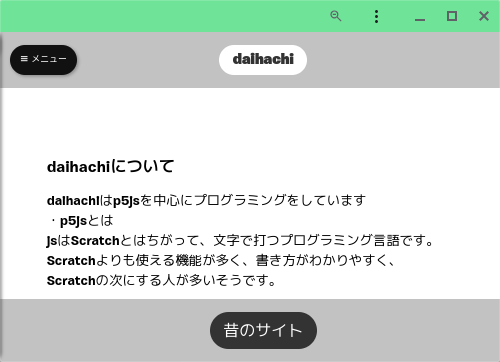 ≡ メニュー
daihachi
daihachiについて
daihachiはp5jsを中心にプログラミングをしています
・p5jsとは
jsはScratchとはちがって、文字で打つプログラミング言語です。
Scratchよりも使える機能が多く、書き方がわかりやすく、
Scratchの次にする人が多いそうです。
昔のサイト